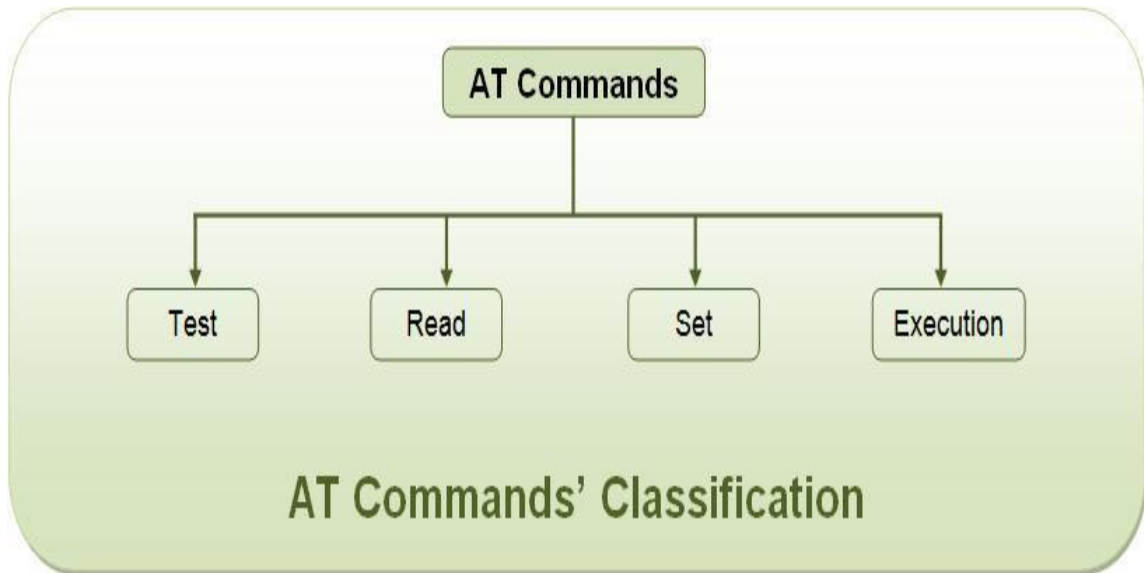 AT Commands
Test
Read
Set
Execution
AT Commands’ Classification